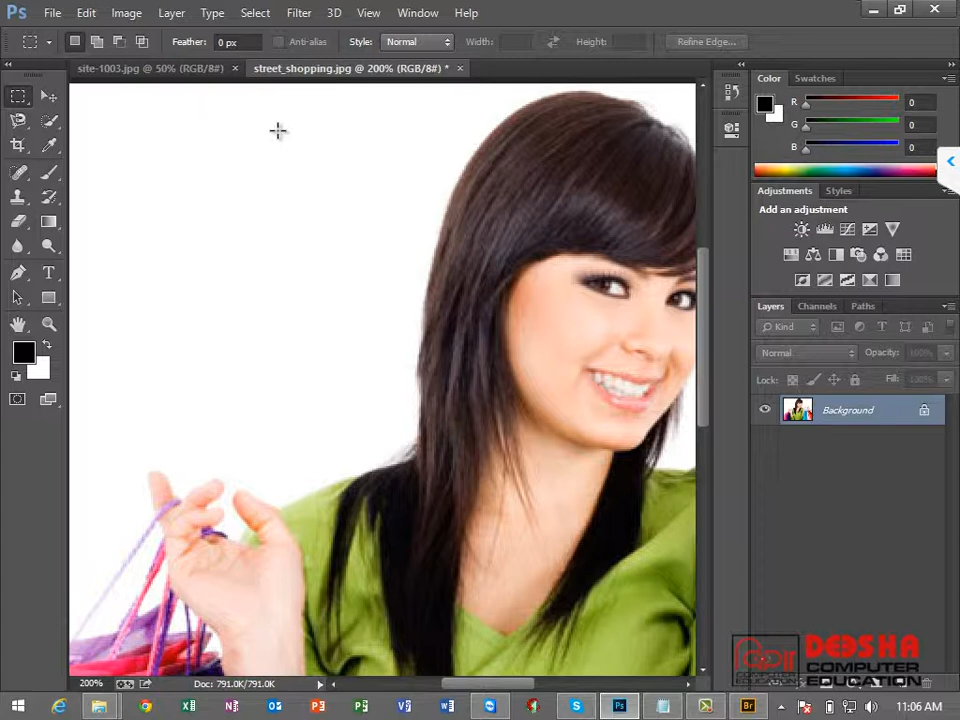 Ps File Edit Image Layer Type Select Filter 3D View Window Help
Feather: 0 px Anti-alias Style: Normal Width: Height: Refine Edge...
site-1003.jpg @ 50% (RGB/8#) × street_shopping.jpg @ 200% (RGB/8#) * ×
Color Swatches
R 0
G 0
B 0
Adjustments Styles
Add an adjustment
Layers Channels Paths
Kind
Normal Opacity: 100%
Lock: Fill: 100%
Background
200% Doc: 791.0K/791.0K
DEESHA
COMPUTER
EDUCATION
11:06 AM